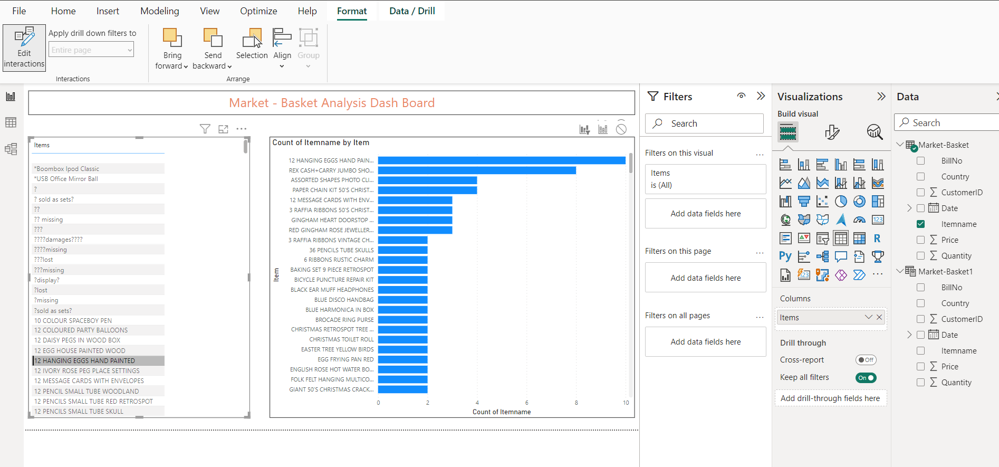 File Home Insert Modeling View Optimize Help Format Data / Drill
Edit
interactions
Apply drill down filters to
Entire page
Interactions
Bring
forward
Send
backward
Selection
Align
Group
Arrange
Market - Basket Analysis Dash Board
Items
*Boombox Ipod Classic
*USB Office Mirror Ball
?
? sold as sets?
??
?? missing
???
????damages????
????missing
???lost
???missing
?display?
?lost
?missing
?sold as sets?
10 COLOUR SPACEBOY PEN
12 COLOURED PARTY BALLOONS
12 DAISY PEGS IN WOOD BOX
12 EGG HOUSE PAINTED WOOD
12 HANGING EGGS HAND PAINTED
12 IVORY ROSE PEG PLACE SETTINGS
12 MESSAGE CARDS WITH ENVELOPES
12 PENCIL SMALL TUBE WOODLAND
12 PENCILS SMALL TUBE RED RETROSPOT
12 PENCILS SMALL TUBE SKULL
Count of Itemname by Item
Item
12 HANGING EGGS HAND PAIN...
REX CASH+CARRY JUMBO SHO...
ASSORTED SHAPES PHOTO CLI...
PAPER CHAIN KIT 50'S CHRIST...
12 MESSAGE CARDS WITH ENV...
3 RAFFIA RIBBONS 50'S CHRIST...
GINGHAM HEART DOORSTOP ...
RED GINGHAM ROSE JEWELLER...
3 RAFFIA RIBBONS VINTAGE CH...
36 PENCILS TUBE SKULLS
6 RIBBONS RUSTIC CHARM
BAKING SET 9 PIECE RETROSPOT
BICYCLE PUNCTURE REPAIR KIT
BLACK EAR MUFF HEADPHONES
BLUE DISCO HANDBAG
BLUE HARMONICA IN BOX
BROCADE RING PURSE
CHRISTMAS RETROSPOT TREE ...
CHRISTMAS TOILET ROLL
EASTER TREE YELLOW BIRDS
EGG FRYING PAN RED
ENGLISH ROSE HOT WATER BO...
FOLK FELT HANGING MULTICO...
GIANT 50'S CHRISTMAS CRACK...
0 2 4 6 8 10
Count of Itemname
Filters
Search
Filters on this visual ...
Items
is (All)
Add data fields here
Filters on this page ...
Add data fields here
Filters on all pages ...
Add data fields here
Visualizations
Build visual
123
R
Py
123
...
Columns
Items
Drill through
Cross-report Off
Keep all filters On
Add drill-through fields here
Data
Search
Market-Basket
BillNo
Country
CustomerID
Date
Itemname
Price
Quantity
Market-Basket1
BillNo
Country
CustomerID
Date
Itemname
Price
Quantity